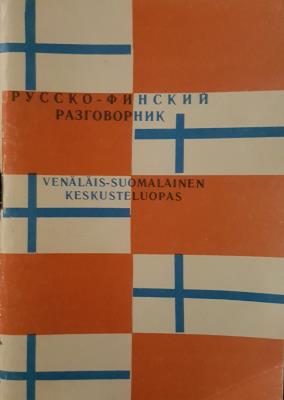 РУССКО-ФИНСКИЙ
РАЗГОВОРНИК
VENÄLÄIS-SUOMALAINEN
KESKUSTELUOPAS